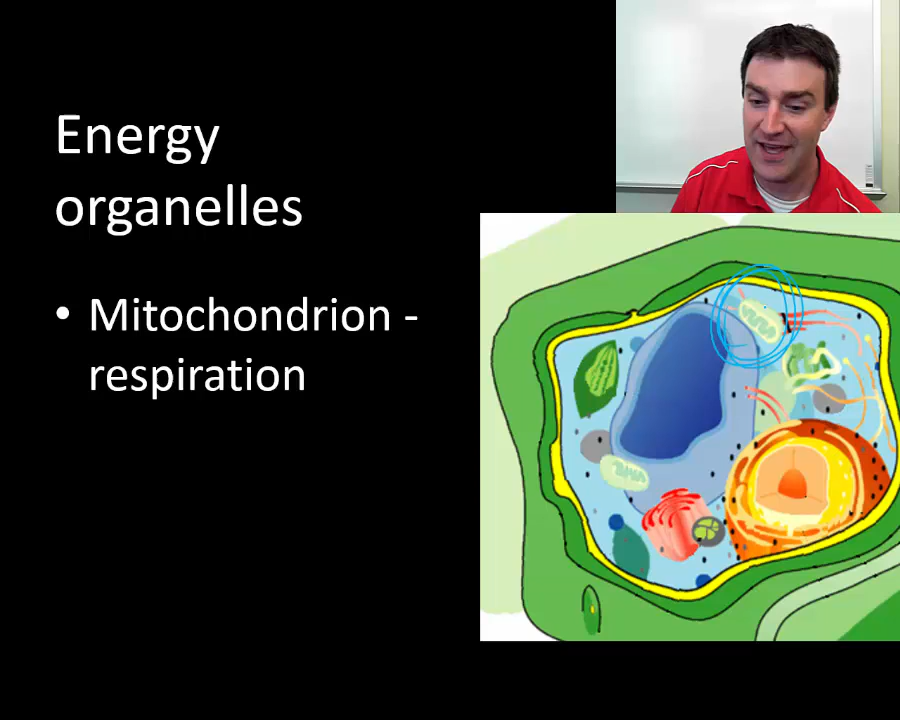 Energy
organelles
• Mitochondrion -
respiration